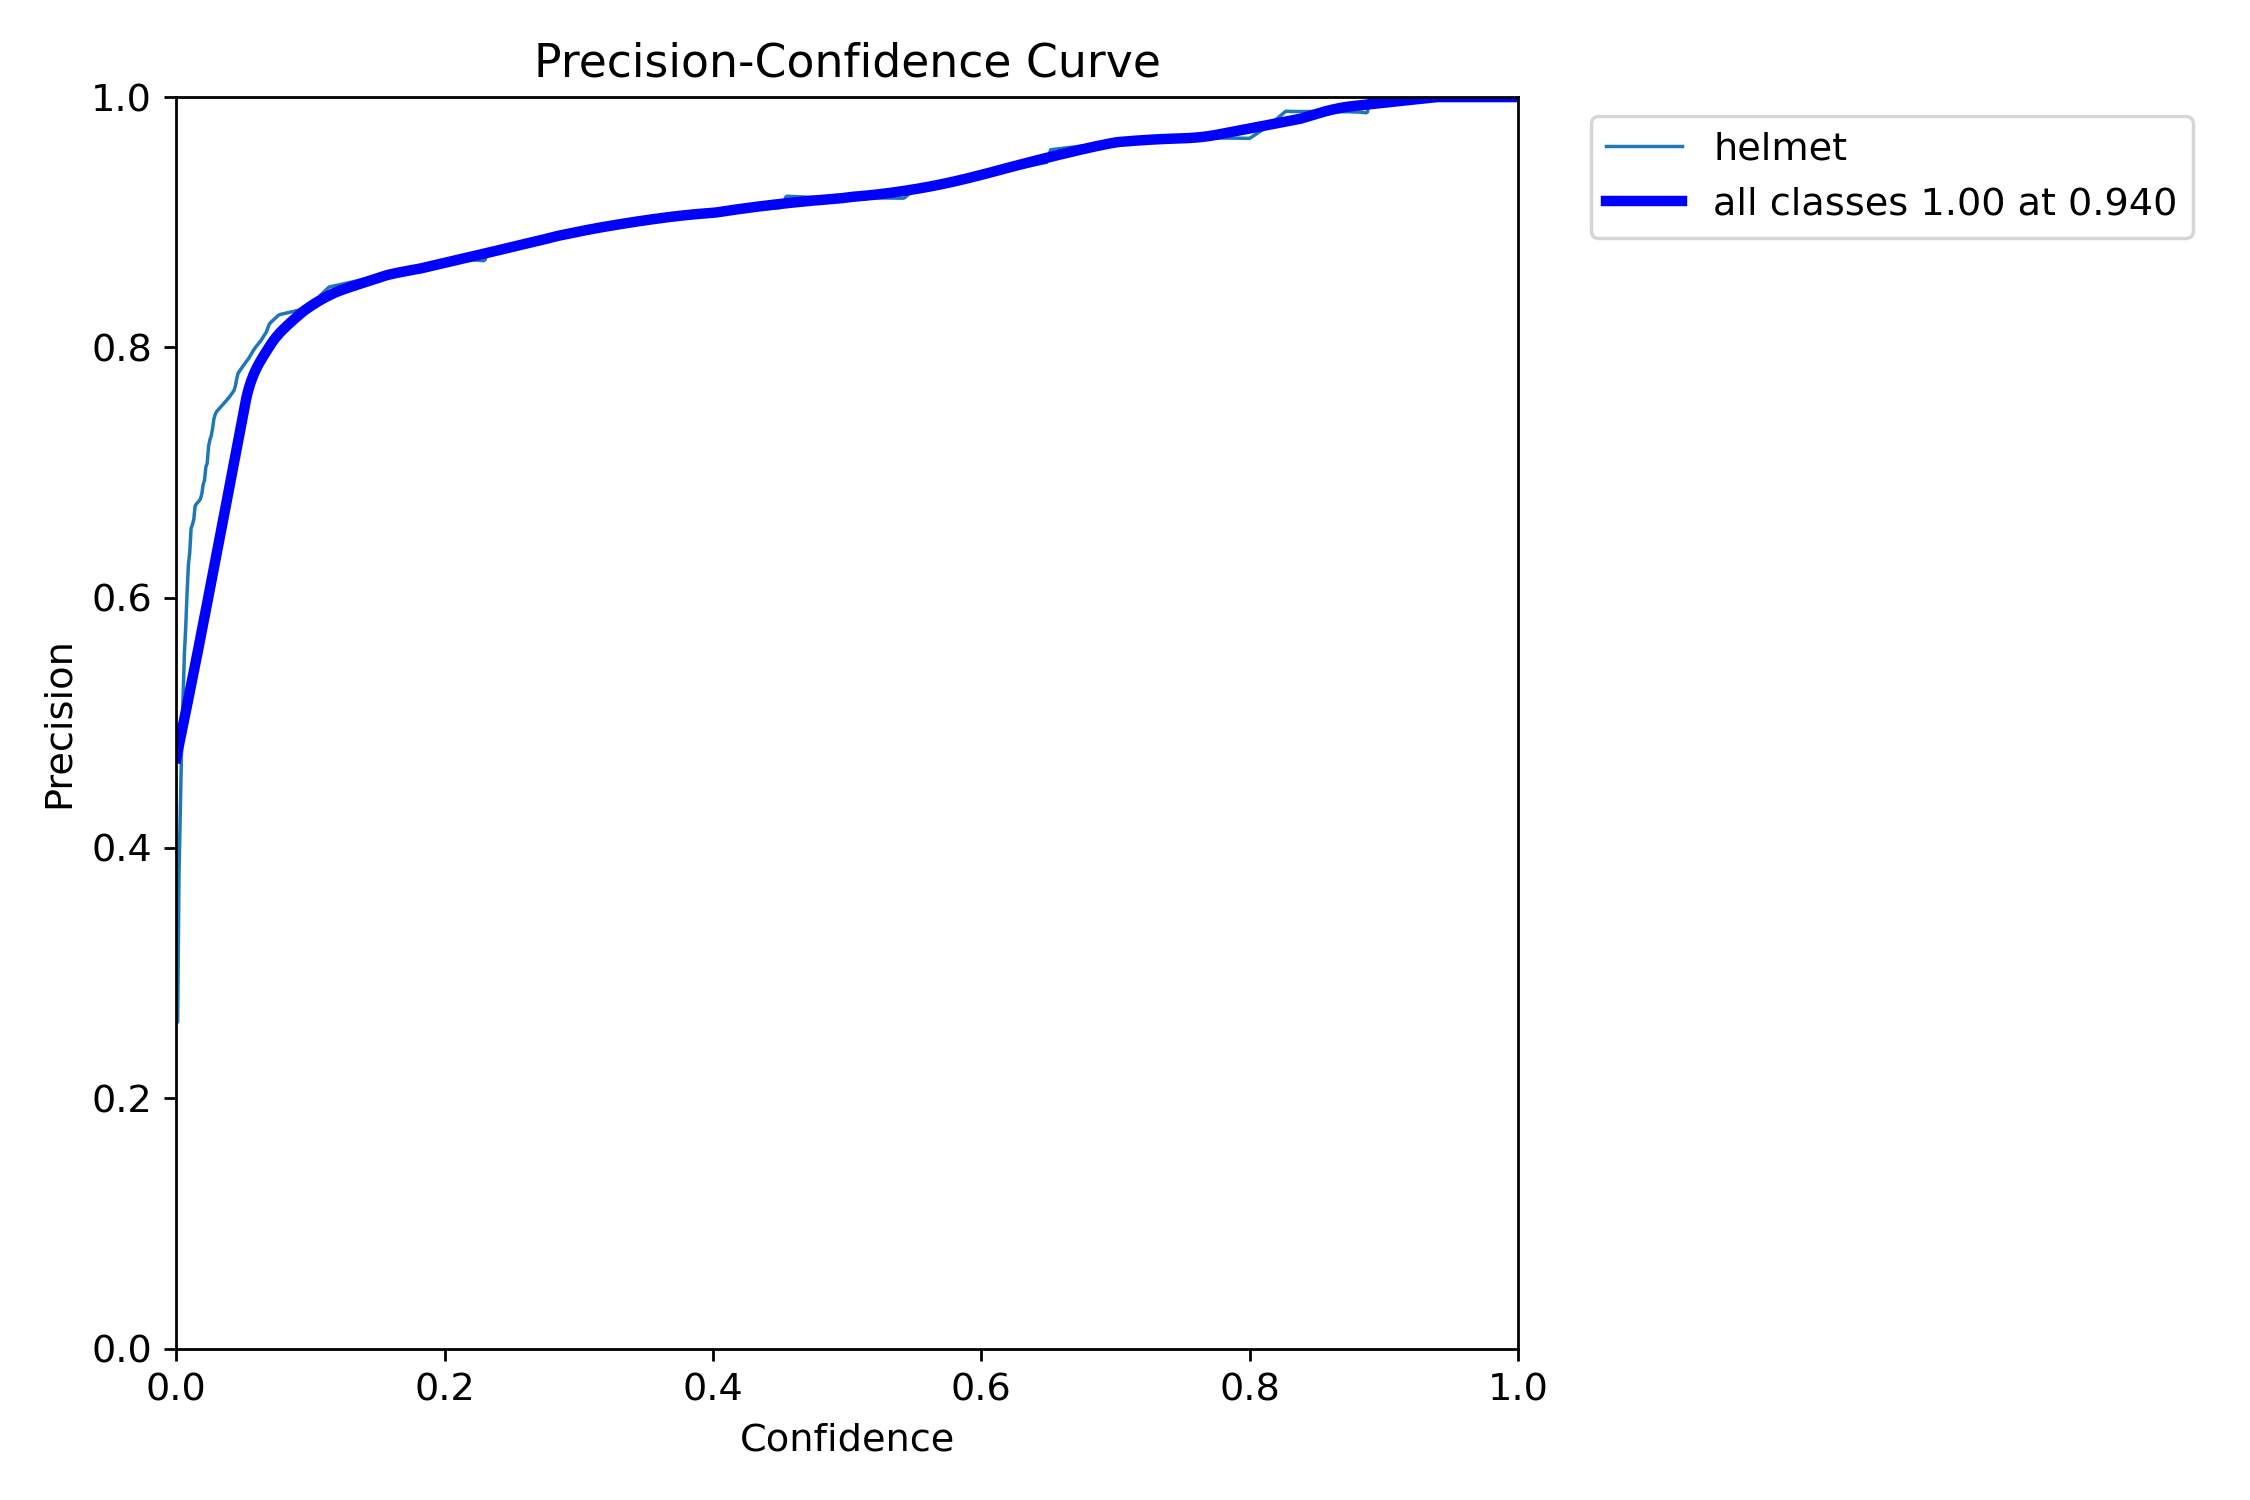 Precision-Confidence Curve
1.0
0.8
0.6
0.4
0.2
0.0
Precision
0.0 0.2 0.4 0.6 0.8 1.0
Confidence
helmet
all classes 1.00 at 0.940